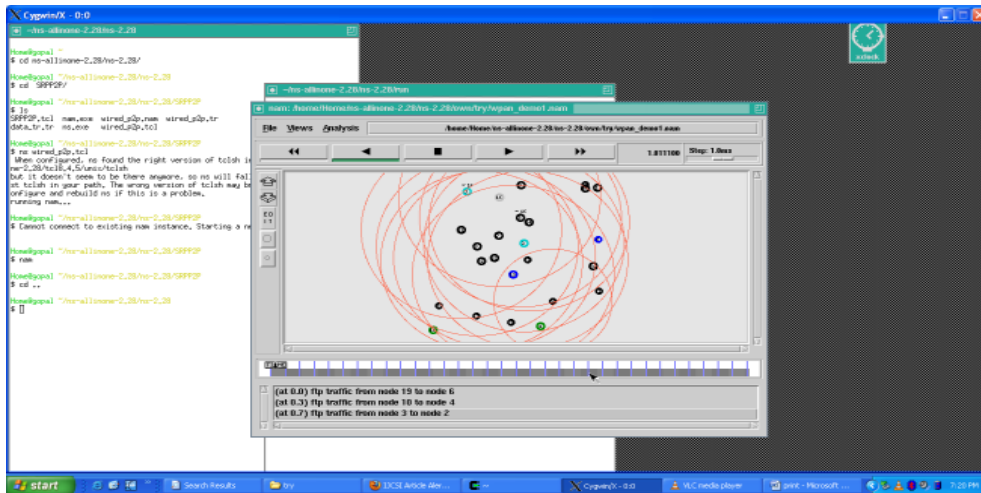 Cygwin/X - 0:0
~/ns-allinone-2.28/ns-2.28
Home@gopal ~
$ cd ns-allinone-2.28/ns-2.28/
Home@gopal ~/ns-allinone-2.28/ns-2.28
$ cd SRPP2P/
Home@gopal ~/ns-allinone-2.28/ns-2.28/SRPP2P
$ ls
SRPP2P.tcl nam.exe wired_p2p.nam wired_p2p.tr
data_tr.tr ns.exe wired_p2p.tcl
Home@gopal ~/ns-allinone-2.28/ns-2.28/SRPP2P
$ ns wired_p2p.tcl
When configured, ns found the right version of tclsh in
ne-2.28/tcl8.4.5/unix/tclsh
but it doesn't seem to be there anymore, so ns will fal
st tclsh in your path. The wrong version of tclsh may b
onfigure and rebuild ns if this is a problem.
running nam...
Home@gopal ~/ns-allinone-2.28/ns-2.28/SRPP2P
$ Cannot connect to existing nam instance. Starting a n
Home@gopal ~/ns-allinone-2.28/ns-2.28/SRPP2P
$ nam
Home@gopal ~/ns-allinone-2.28/ns-2.28/SRPP2P
$ cd ..
Home@gopal ~/ns-allinone-2.28/ns-2.28
$
xclock
~/ns-allinone-2.28/ns-2.28/own
nam: /home/Home/ns-allinone-2.28/ns-2.28/own/try/wpan_demo1.nam
File Views Analysis /home/Home/ns-allinone-2.28/ns-2.28/own/try/wpan_demo1.nam
1.011100 Step: 1.0ms
(at 0.0) ftp traffic from node 19 to node 6
(at 0.3) ftp traffic from node 10 to node 4
(at 0.7) ftp traffic from node 3 to node 2
start
Search Results
try
IJCSI Article Aler...
Cygwin/X - 0:0
VLC media player
print - Microsoft ...
7:20 PM